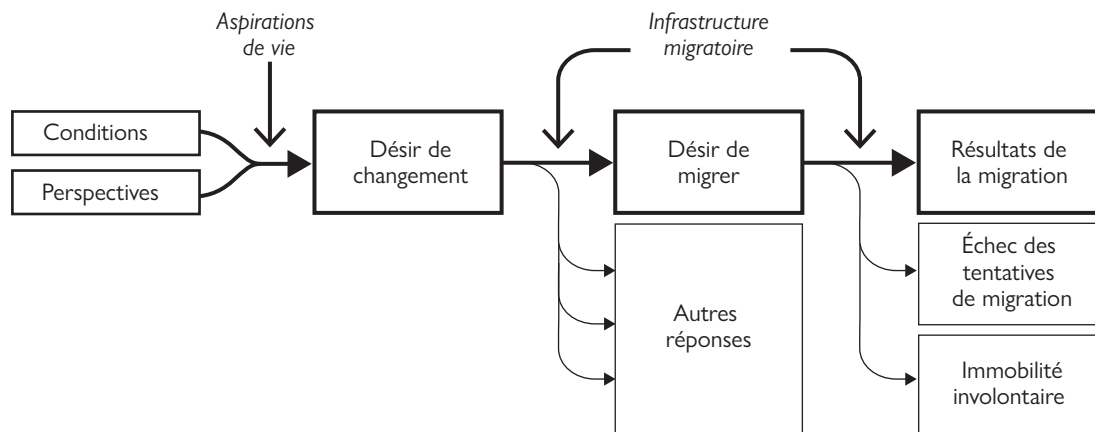 Aspirations
de vie
Infrastructure
migratoire
Conditions
Perspectives
Désir de
changement
Désir de
migrer
Résultats de
la migration
Autres
réponses
Échec des
tentatives
de migration
Immobilité
involontaire